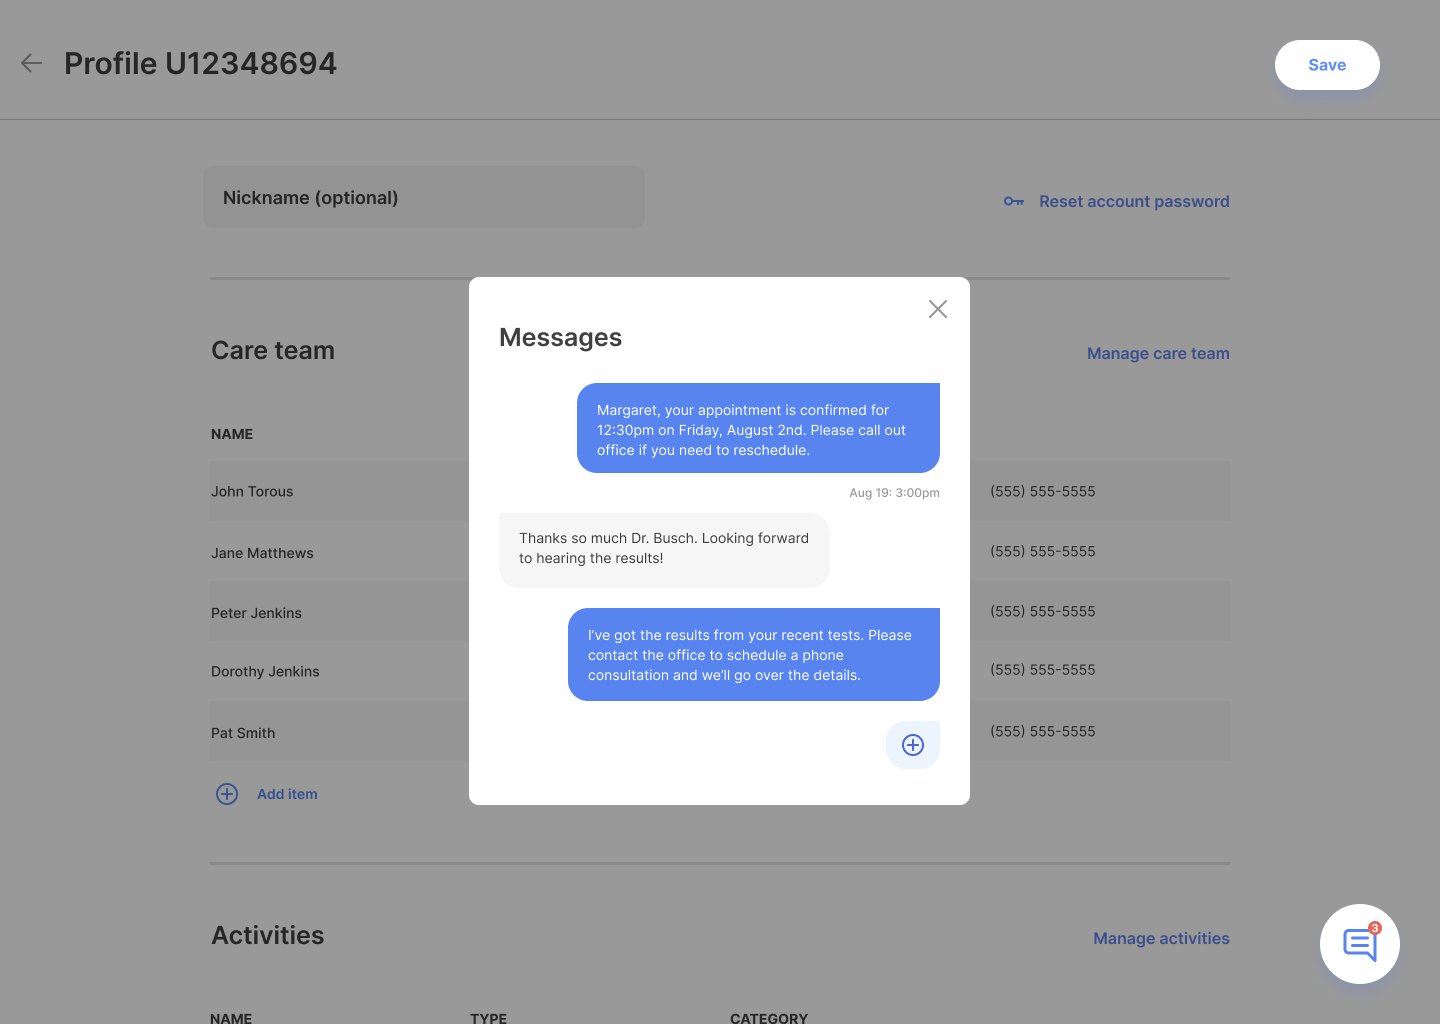 Profile U12348694
Save
Nickname (optional)
Reset account password
Care team
Manage care team
NAME
John Torous
(555) 555-5555
Jane Matthews
(555) 555-5555
Peter Jenkins
(555) 555-5555
Dorothy Jenkins
(555) 555-5555
Pat Smith
(555) 555-5555
Add item
Messages
Margaret, your appointment is confirmed for
12:30pm on Friday, August 2nd. Please call out
office if you need to reschedule.
Aug 19: 3:00pm
Thanks so much Dr. Busch. Looking forward
to hearing the results!
I’ve got the results from your recent tests. Please
contact the office to schedule a phone
consultation and we’ll go over the details.
Activities
Manage activities
3
NAME
TYPE
CATEGORY